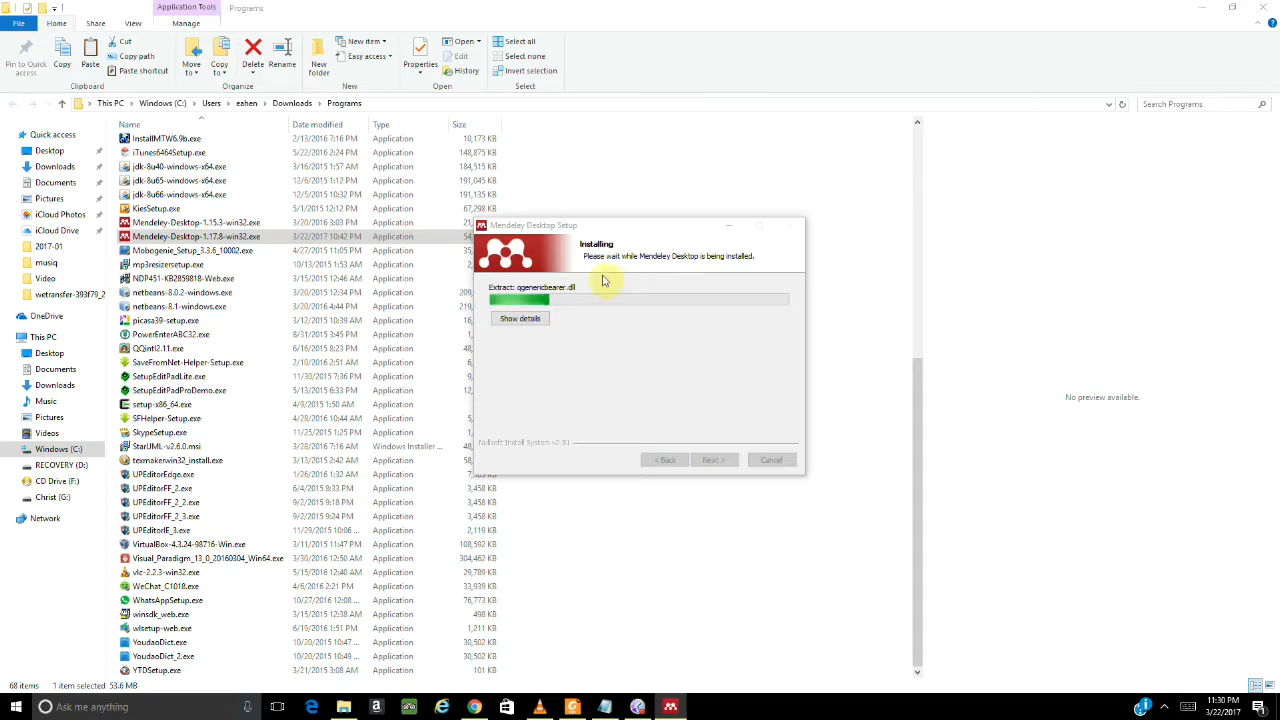 Application Tools
Programs
File
Home
Share
View
Manage
Pin to Quick access
Copy
Paste
Cut
Copy path
Paste shortcut
Clipboard
Move to
Copy to
Delete
Rename
Organize
New folder
New item
Easy access
New
Properties
Open
Edit
History
Open
Select all
Select none
Invert selection
Select
This PC
Windows (C:)
Users
eahen
Downloads
Programs
Search Programs
Quick access
Desktop
Downloads
Documents
Pictures
iCloud Photos
iCloud Drive
2017-01
musiq
Video
wetransfer-393f79_2
OneDrive
This PC
Desktop
Documents
Downloads
Music
Pictures
Videos
Windows (C:)
RECOVERY (D:)
CD Drive (F:)
Christ (G:)
Network
Name Date modified Type Size
InstallMTW6.9b.exe 2/13/2016 7:16 PM Application 10,173 KB
iTunes6464Setup.exe 5/22/2016 2:24 PM Application 148,875 KB
jdk-8u40-windows-x64.exe 3/16/2015 1:57 AM Application 184,515 KB
jdk-8u65-windows-x64.exe 12/6/2015 1:12 PM Application 191,045 KB
jdk-8u66-windows-x64.exe 12/5/2015 10:32 PM Application 191,135 KB
KiesSetup.exe 5/1/2015 12:12 PM Application 67,298 KB
Mendeley-Desktop-1.15.3-win32.exe 3/20/2016 3:03 PM Application 21,
Mendeley-Desktop-1.17.8-win32.exe 3/22/2017 10:42 PM Application 54,
Mobogenie_Setup_3.3.6_10002.exe 4/27/2015 11:05 PM Application 35,
mp3resizersetup.exe 10/13/2015 1:53 AM Application
NDP451-KB2859818-Web.exe 3/15/2015 12:46 AM Application
netbeans-8.0.2-windows.exe 3/15/2015 12:34 PM Application 209,
netbeans-8.1-windows.exe 3/20/2016 4:44 PM Application 219,
picasa39-setup.exe 3/15/2015 2:27 AM Application 16,
PowerEnterABC32.exe 8/31/2015 3:45 PM Application
QQintl2.11.exe 6/16/2015 8:23 PM Application
SaveFromNet-Helper-Setup.exe 2/10/2016 2:51 AM Application
SetupEditPadLite.exe 11/30/2015 7:36 PM Application
SetupEditPadProDemo.exe 5/13/2015 6:33 PM Application
setup-x86_64.exe 4/9/2015 1:50 AM Application
SFHelper-Setup.exe 4/28/2016 10:44 AM Application
SkypeSetup.exe 11/25/2015 1:15 PM Application
StarUML-v2.6.0.msi 3/28/2016 7:16 AM Windows Installer ... 48,
texmakerwin32_install.exe 3/13/2015 2:42 AM Application
UPEditorEdge.exe 1/26/2016 1:32 AM Application
UPEditorFF_2.exe 6/4/2015 8:33 PM Application 3,458 KB
UPEditorFF_2_2.exe 9/2/2015 9:18 PM Application 3,458 KB
UPEditorFF_2_3.exe 9/2/2015 9:24 PM Application 3,458 KB
UPEditorIE_3.exe 11/29/2015 10:06 ... Application 2,119 KB
VirtualBox-4.3.24-98716-Win.exe 3/11/2015 11:47 PM Application 108,592 KB
Visual_Paradigm_13_0_20160304_Win64.exe 3/30/2016 12:50 AM Application 304,462 KB
vlc-2.2.3-win32.exe 5/15/2016 12:40 AM Application 29,789 KB
WeChat_C1018.exe 4/6/2016 2:21 PM Application 33,939 KB
WhatsAppSetup.exe 10/27/2016 12:08 ... Application 76,773 KB
winsdk_web.exe 3/15/2015 12:38 AM Application 498 KB
wlsetup-web.exe 6/19/2016 1:51 PM Application 1,211 KB
YoudaoDict.exe 10/20/2015 10:47 ... Application 30,502 KB
YoudaoDict_2.exe 10/20/2015 10:49 ... Application 30,502 KB
YTDSetup.exe 3/21/2015 3:08 AM Application 101 KB
Mendeley Desktop Setup
Installing
Please wait while Mendeley Desktop is being installed.
Extract: qgenericbearer.dll
Show details
Nullsoft Install System v2.51
< Back
Next >
Cancel
No preview available.
68 items 1 item selected 53.6 MB
Ask me anything
11:30 PM
3/22/2017